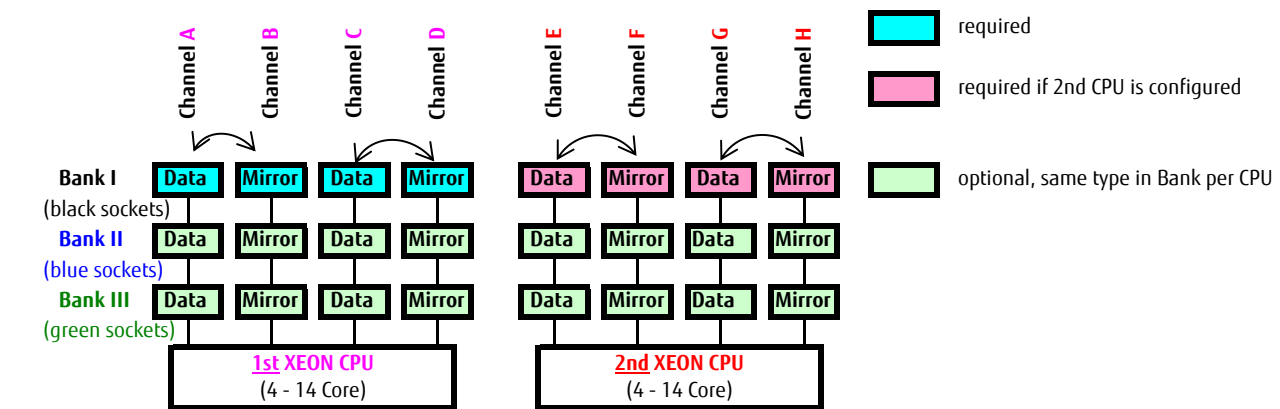 Channel A
Channel B
Channel C
Channel D
Channel E
Channel F
Channel G
Channel H
required
required if 2nd CPU is configured
optional, same type in Bank per CPU
Bank I Data Mirror Data Mirror Data Mirror Data Mirror
(black sockets)
Bank II Data Mirror Data Mirror Data Mirror Data Mirror
(blue sockets)
Bank III Data Mirror Data Mirror Data Mirror Data Mirror
(green sockets)
1st XEON CPU
(4 - 14 Core)
2nd XEON CPU
(4 - 14 Core)